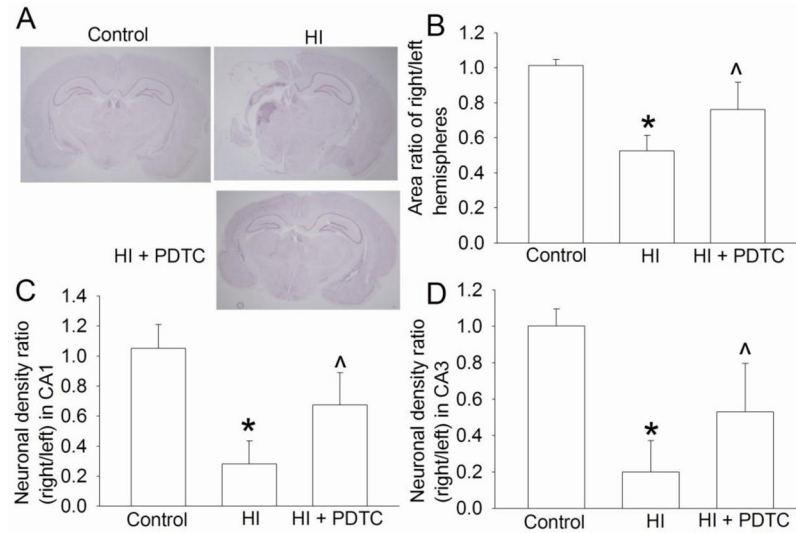 A
Control
HI
HI + PDTC
B
Area ratio of right/left
hemispheres
1.2
1.0
0.8
0.6
0.4
0.2
0.0
*
^
Control
HI
HI + PDTC
C
Neuronal density ratio
(right/left) in CA1
1.4
1.2
1.0
0.8
0.6
0.4
0.2
0.0
*
^
Control
HI
HI + PDTC
D
Neuronal density ratio
(right/left) in CA3
1.2
1.0
0.8
0.6
0.4
0.2
0.0
*
^
Control
HI
HI + PDTC